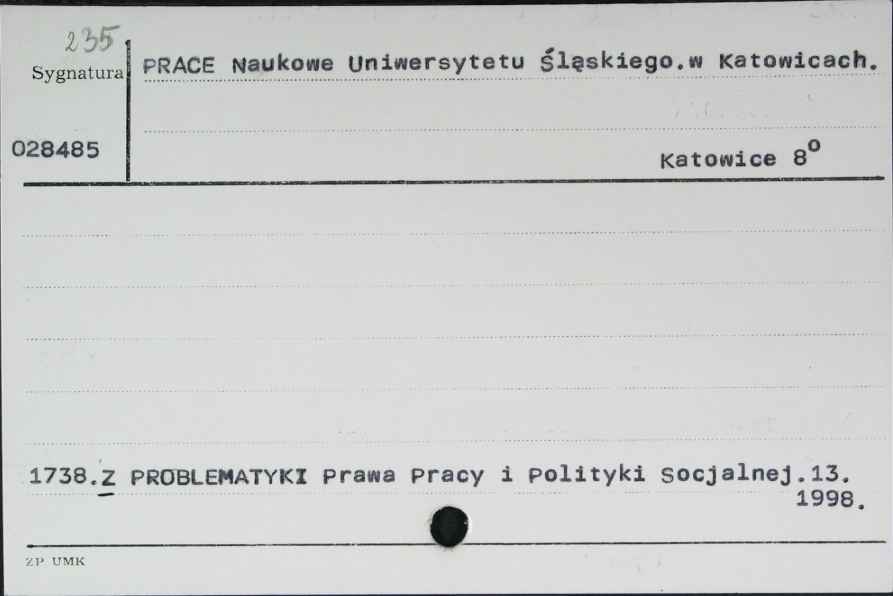 235
Sygnatura
PRACE Naukowe Uniwersytetu Śląskiego.w Katowicach.
028485
Katowice 8⁰
1738.Z PROBLEMATYKI Prawa Pracy i Polityki Socjalnej.13.
1998.
ZP UMK